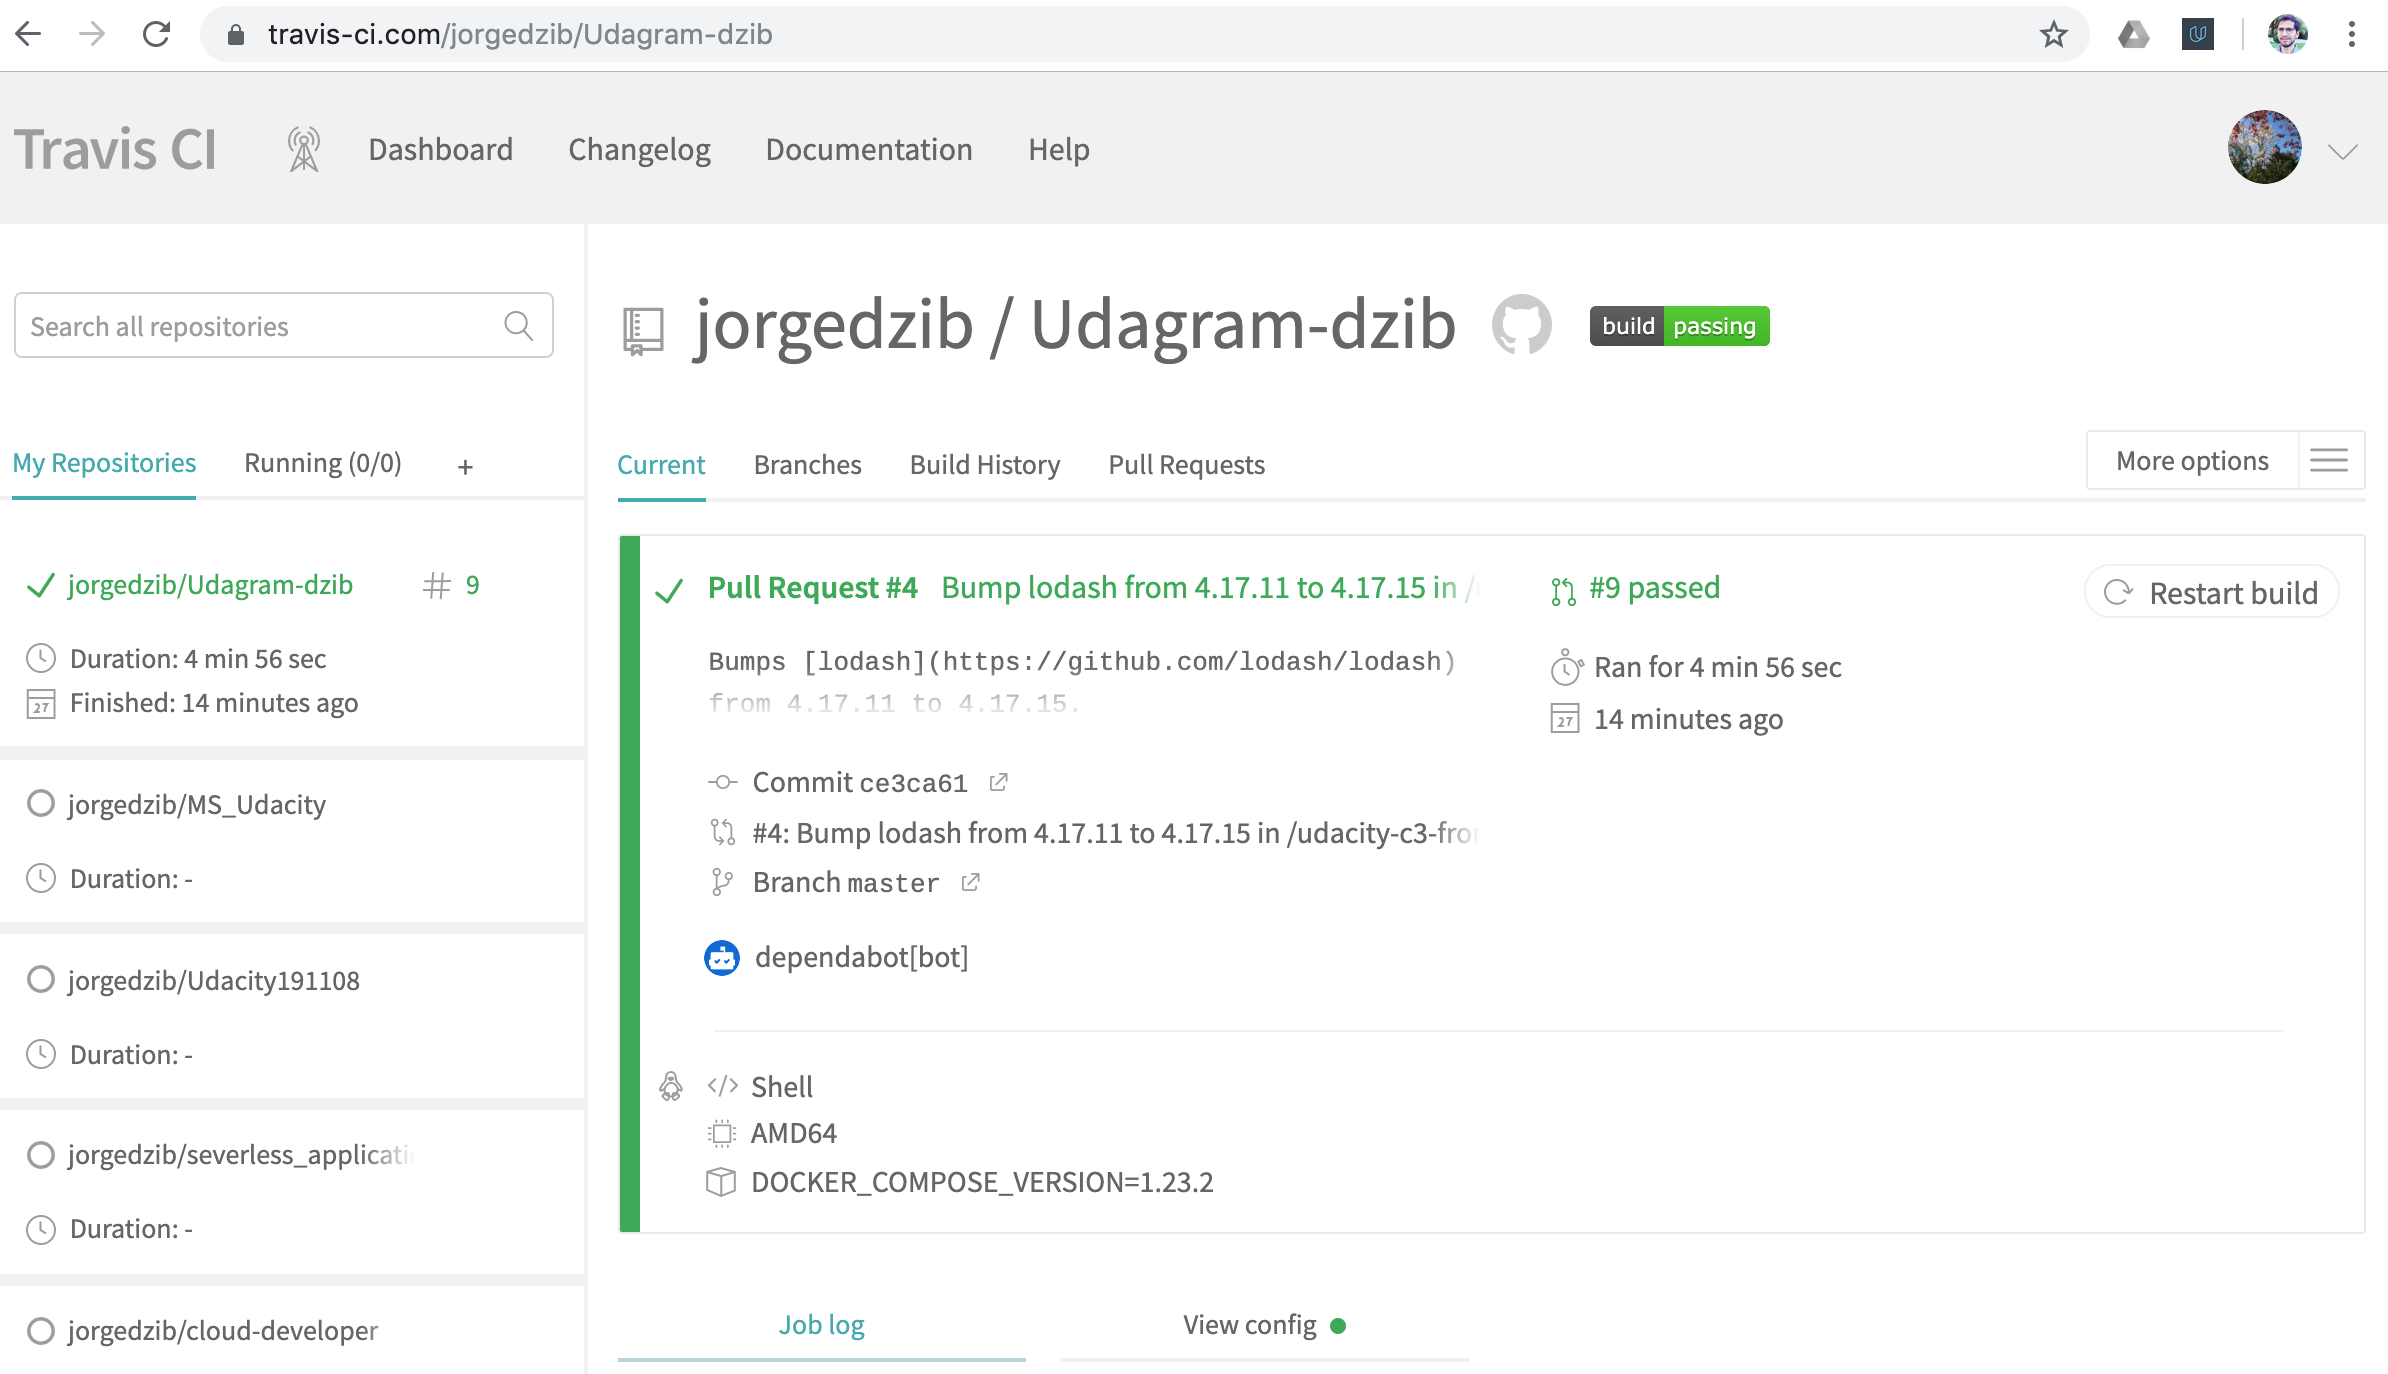 travis-ci.com/jorgedzib/Udagram-dzib
Travis CI
Dashboard
Changelog
Documentation
Help
Search all repositories
My Repositories
Running (0/0)
+
jorgedzib/Udagram-dzib
# 9
Duration: 4 min 56 sec
27
Finished: 14 minutes ago
jorgedzib/MS_Udacity
Duration: -
jorgedzib/Udacity191108
Duration: -
jorgedzib/severless_applicati
Duration: -
jorgedzib/cloud-developer
jorgedzib / Udagram-dzib
build passing
Current
Branches
Build History
Pull Requests
More options
Pull Request #4 Bump lodash from 4.17.11 to 4.17.15 in /
Bumps [lodash](https://github.com/lodash/lodash)
from 4.17.11 to 4.17.15.
Commit ce3ca61
#4: Bump lodash from 4.17.11 to 4.17.15 in /udacity-c3-fro
Branch master
dependabot[bot]
#9 passed
Ran for 4 min 56 sec
27
14 minutes ago
Restart build
</> Shell
AMD64
DOCKER_COMPOSE_VERSION=1.23.2
Job log
View config